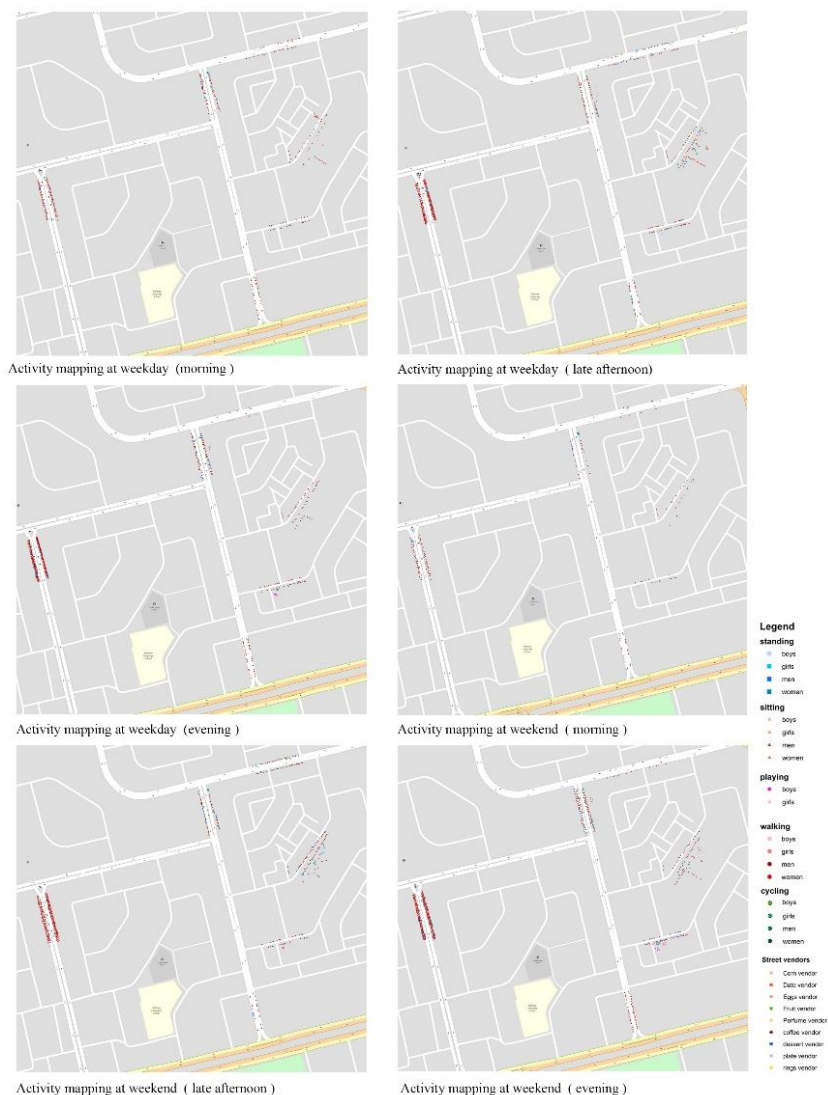 Activity mapping at weekday (morning )
Activity mapping at weekday ( late afternoon)
Activity mapping at weekday (evening )
Activity mapping at weekend ( morning )
Activity mapping at weekend ( late afternoon )
Activity mapping at weekend ( evening )
Legend
standing
boys
girls
men
women
sitting
boys
girls
men
women
playing
boys
girls
walking
boys
girls
men
women
cycling
boys
girls
men
women
Street vendors
Corn vendor
Date vendor
Eggs vendor
Fruit vendor
Perfume vendor
coffee vendor
dessert vendor
plate vendor
rings vendor